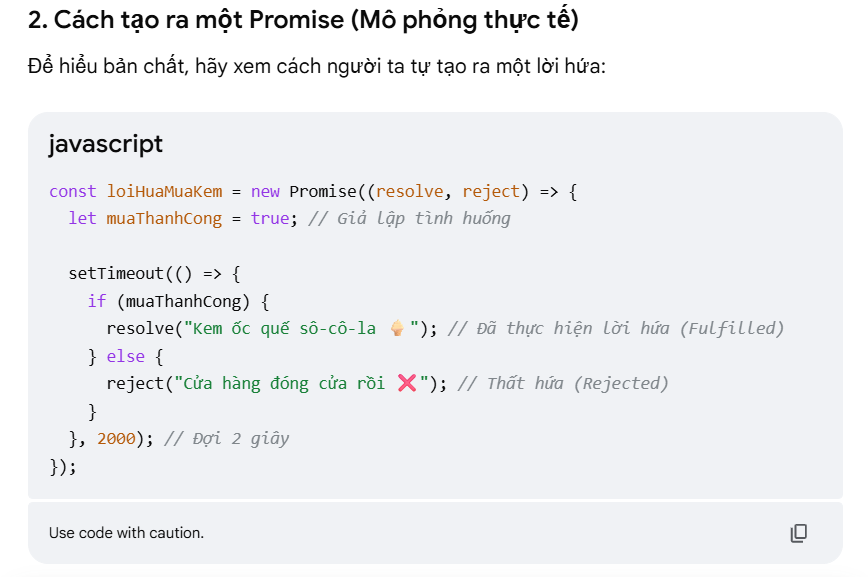 2. Cách tạo ra một Promise (Mô phỏng thực tế)
Để hiểu bản chất, hãy xem cách người ta tự tạo ra một lời hứa:
javascript
const loiHuaMuaKem = new Promise((resolve, reject) => {
  let muaThanhCong = true; // Giả lập tình huống

  setTimeout(() => {
    if (muaThanhCong) {
      resolve("Kem ốc quế sô-cô-la 🍦"); // Đã thực hiện lời hứa (Fulfilled)
    } else {
      reject("Cửa hàng đóng cửa rồi ❌"); // Thất hứa (Rejected)
    }
  }, 2000); // Đợi 2 giây
});
Use code with caution.